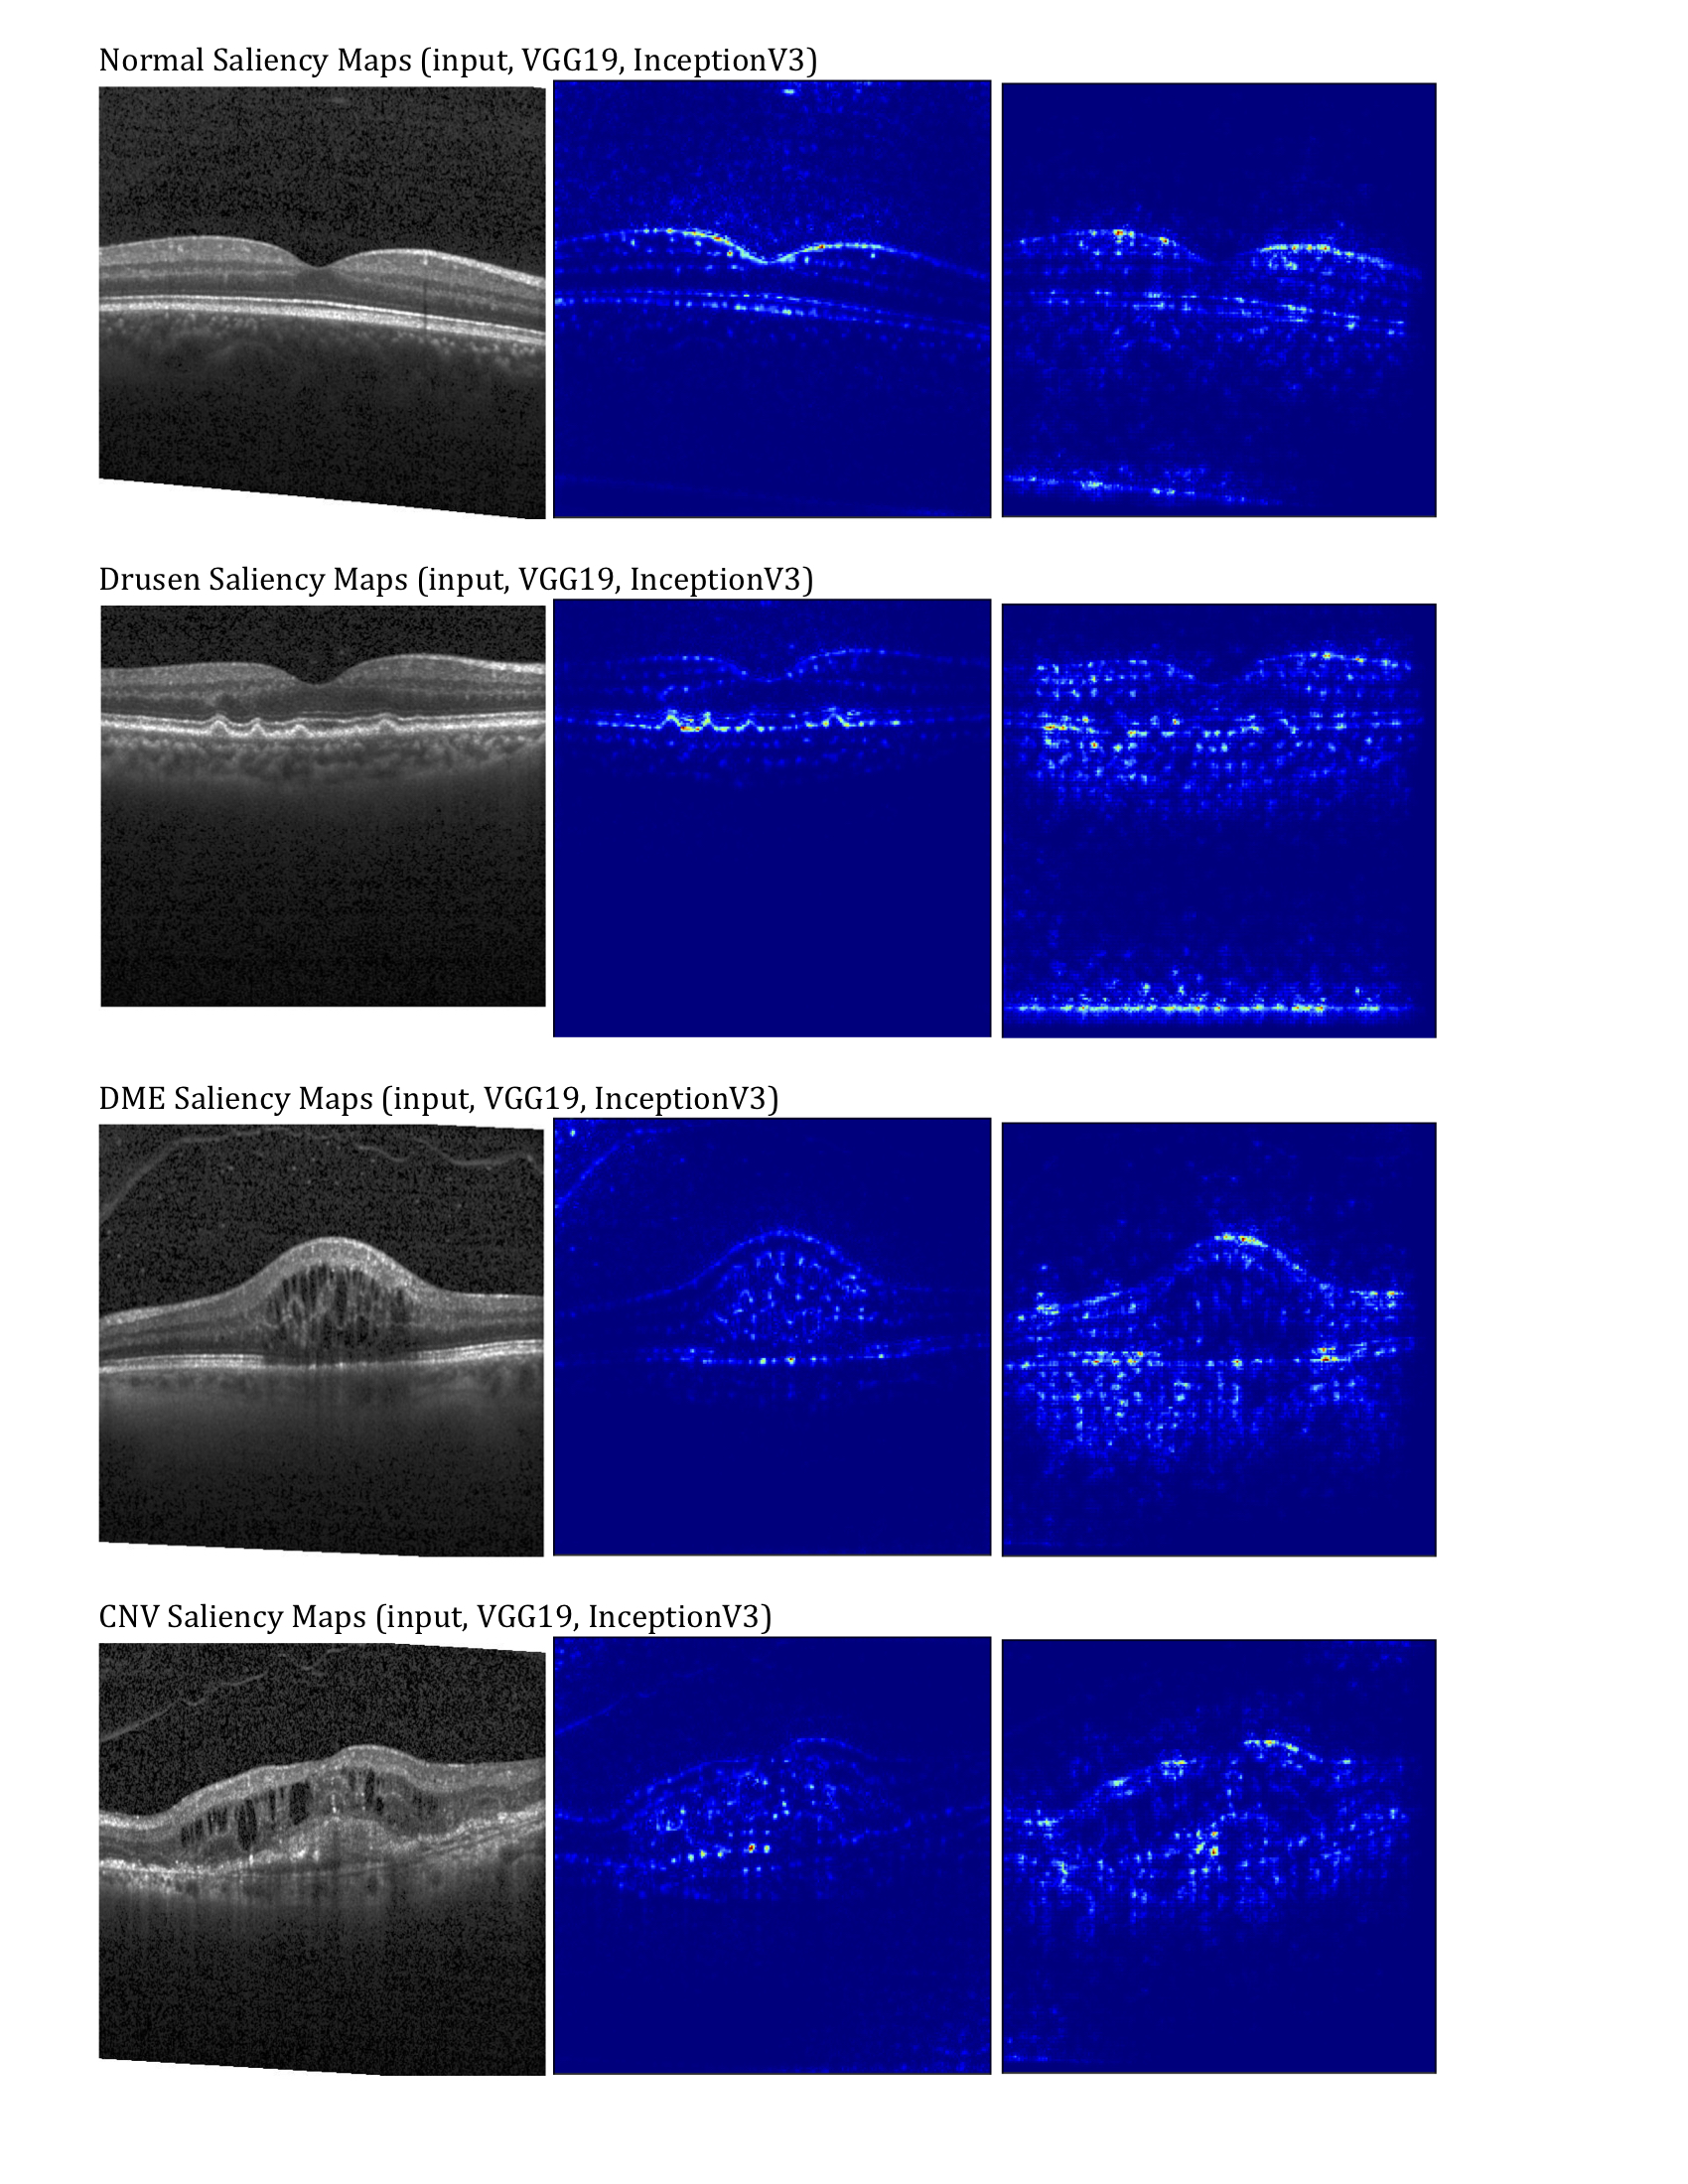 Normal Saliency Maps (input, VGG19, InceptionV3)
Drusen Saliency Maps (input, VGG19, InceptionV3)
DME Saliency Maps (input, VGG19, InceptionV3)
CNV Saliency Maps (input, VGG19, InceptionV3)